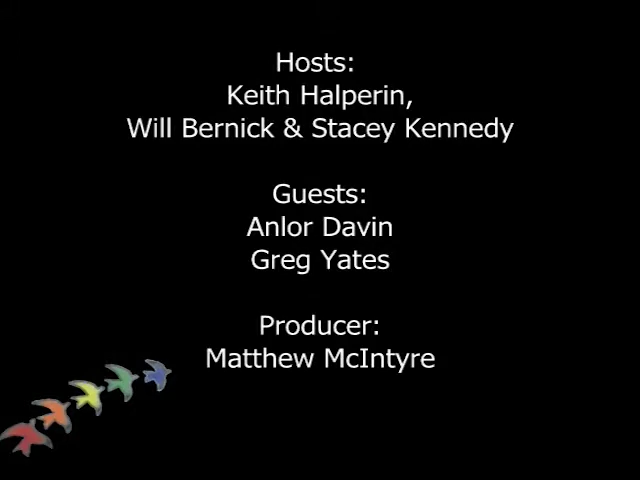 Hosts:
Keith Halperin,
Will Bernick & Stacey Kennedy
Guests:
Anlor Davin
Greg Yates
Producer:
Matthew McIntyre